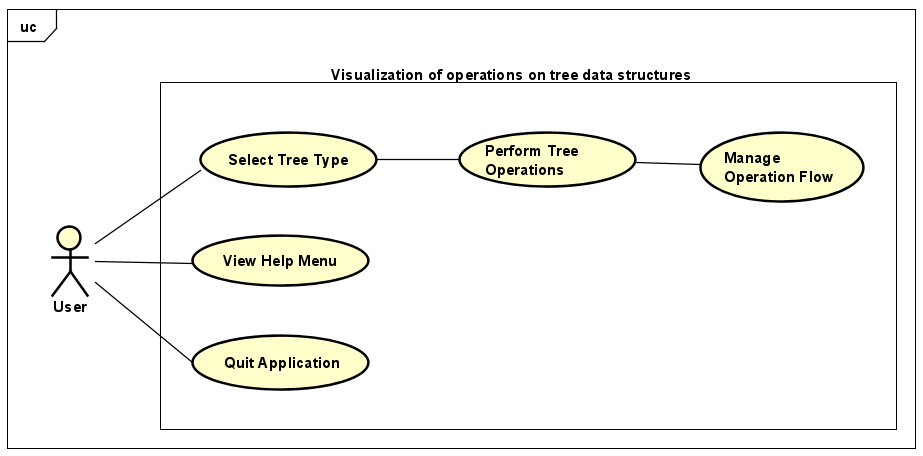 uc
Visualization of operations on tree data structures
Select Tree Type
Perform Tree
Operations
Manage
Operation Flow
View Help Menu
User
Quit Application